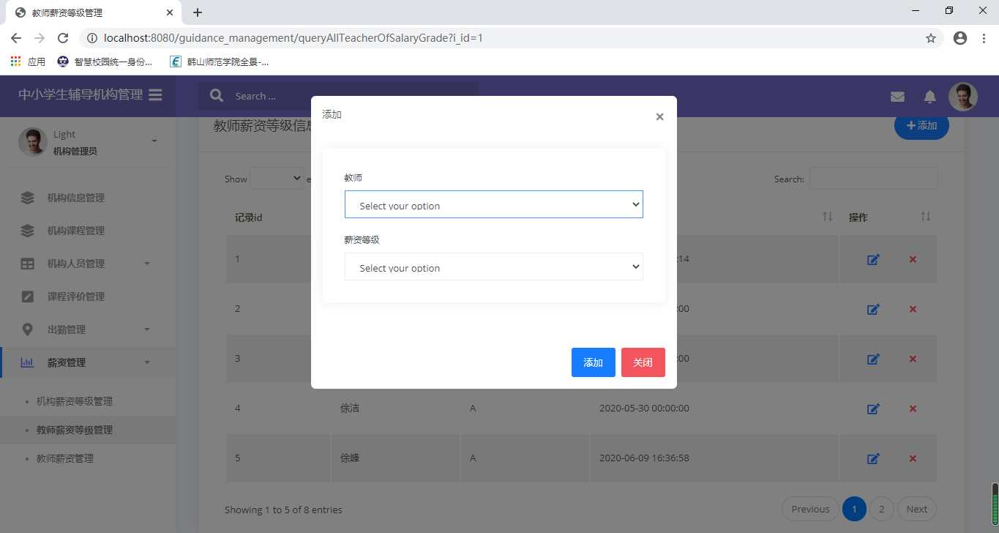 教师薪资等级管理
localhost:8080/guidance_management/queryAllTeacherOfSalaryGrade?i_id=1
应用 智慧校园统一身份... 韩山师范学院全景-...
中小学生辅导机构管理 Search ...
Light
机构管理员
机构信息管理
机构课程管理
机构人员管理
课程评价管理
出勤管理
薪资管理
机构薪资等级管理
教师薪资等级管理
教师薪资管理
教师薪资等级信息
添加
Show
e
Search:
记录id 操作
添加
×
教师
Select your option
薪资等级
Select your option
添加 关闭
1 :14
2 :00
3 :00
4 徐洁 A 2020-05-30 00:00:00
5 徐峰 A 2020-06-09 16:36:58
Showing 1 to 5 of 8 entries
Previous 1 2 Next